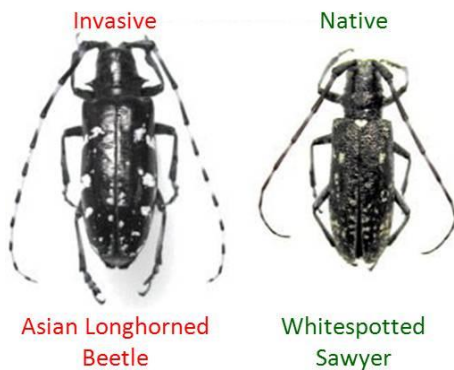 Invasive
Native
Asian Longhorned
Beetle
Whitespotted
Sawyer